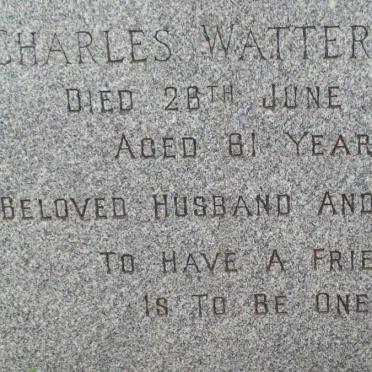 CHARLES WATTER
DIED 28TH JUNE
AGED 81 YEAR
BELOVED HUSBAND AND
TO HAVE A FRIE
IS TO BE ONE